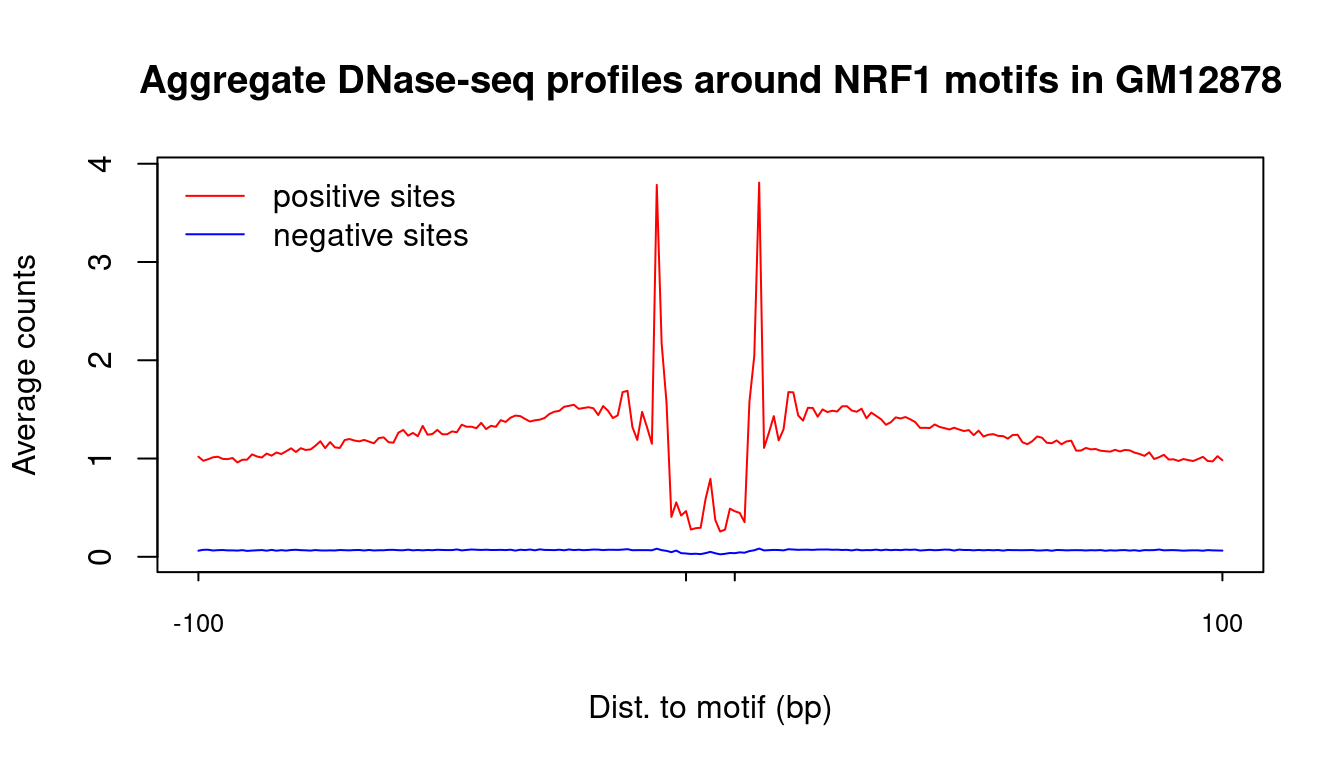 Aggregate DNase-seq profiles around NRF1 motifs in GM12878
positive sites
negative sites
Average counts
4
3
2
1
0
-100
100
Dist. to motif (bp)